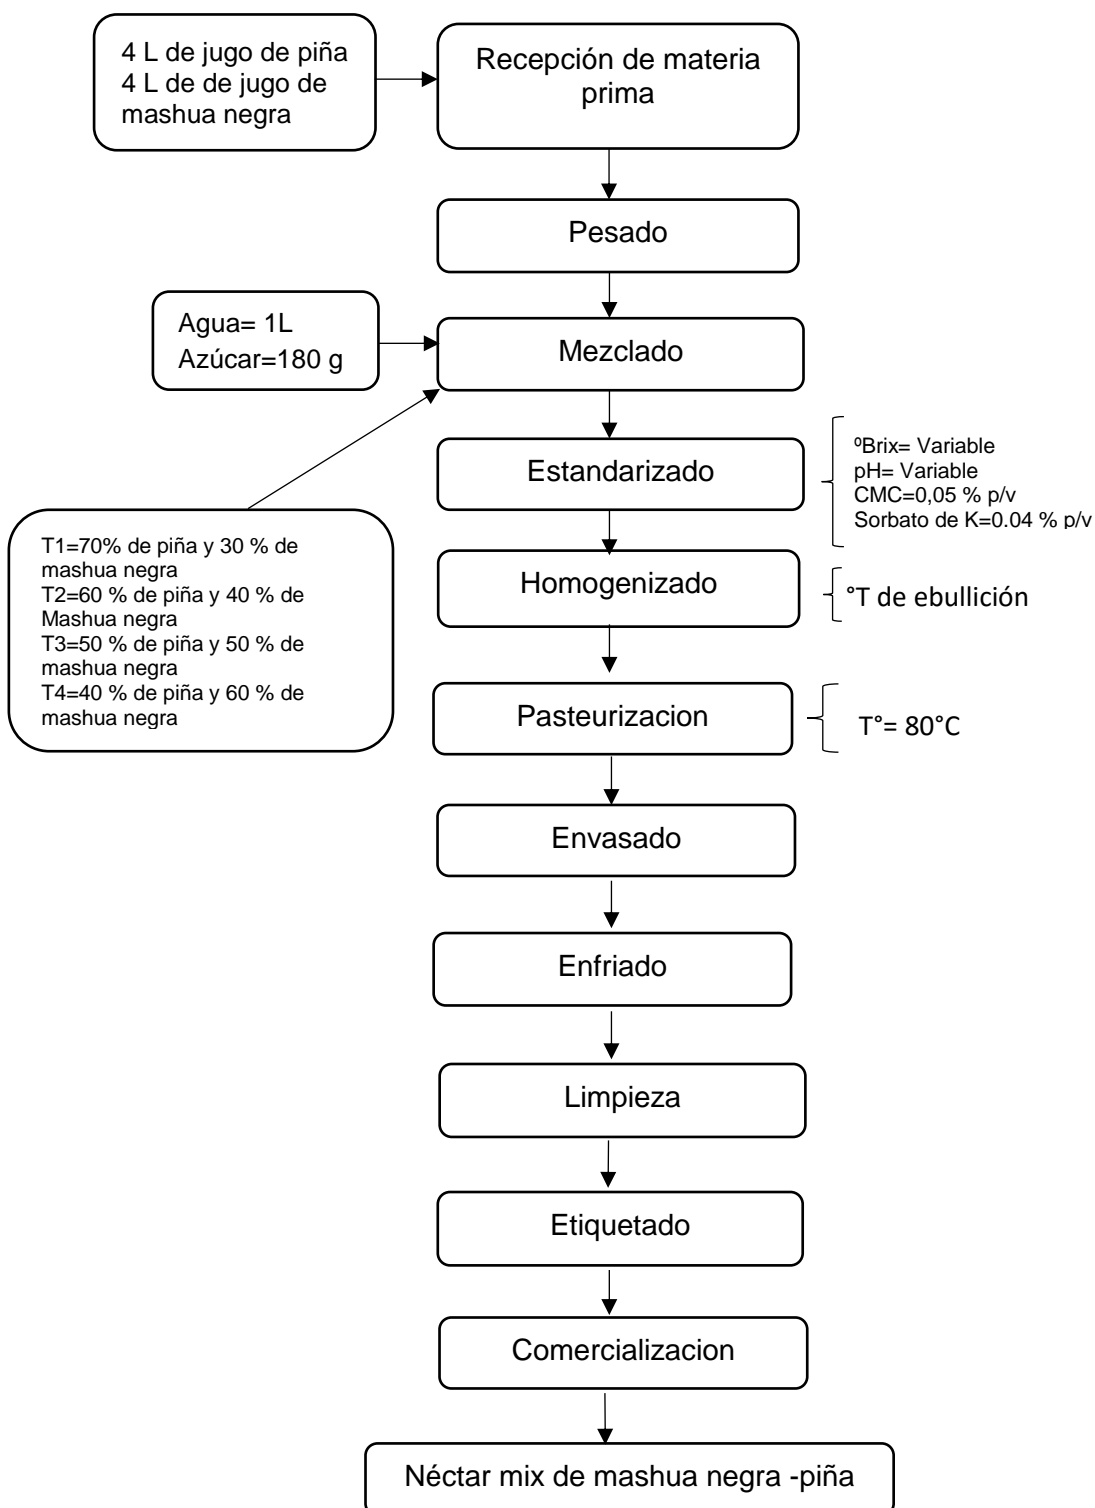 4 L de jugo de piña
4 L de de jugo de
mashua negra
Recepción de materia
prima
Pesado
Agua= 1L
Azúcar=180 g
Mezclado
Estandarizado
ºBrix= Variable
pH= Variable
CMC=0,05 % p/v
Sorbato de K=0.04 % p/v
T1=70% de piña y 30 % de
mashua negra
T2=60 % de piña y 40 % de
Mashua negra
T3=50 % de piña y 50 % de
mashua negra
T4=40 % de piña y 60 % de
mashua negra
Homogenizado
°T de ebullición
Pasteurizacion
T°= 80°C
Envasado
Enfriado
Limpieza
Etiquetado
Comercializacion
Néctar mix de mashua negra -piña